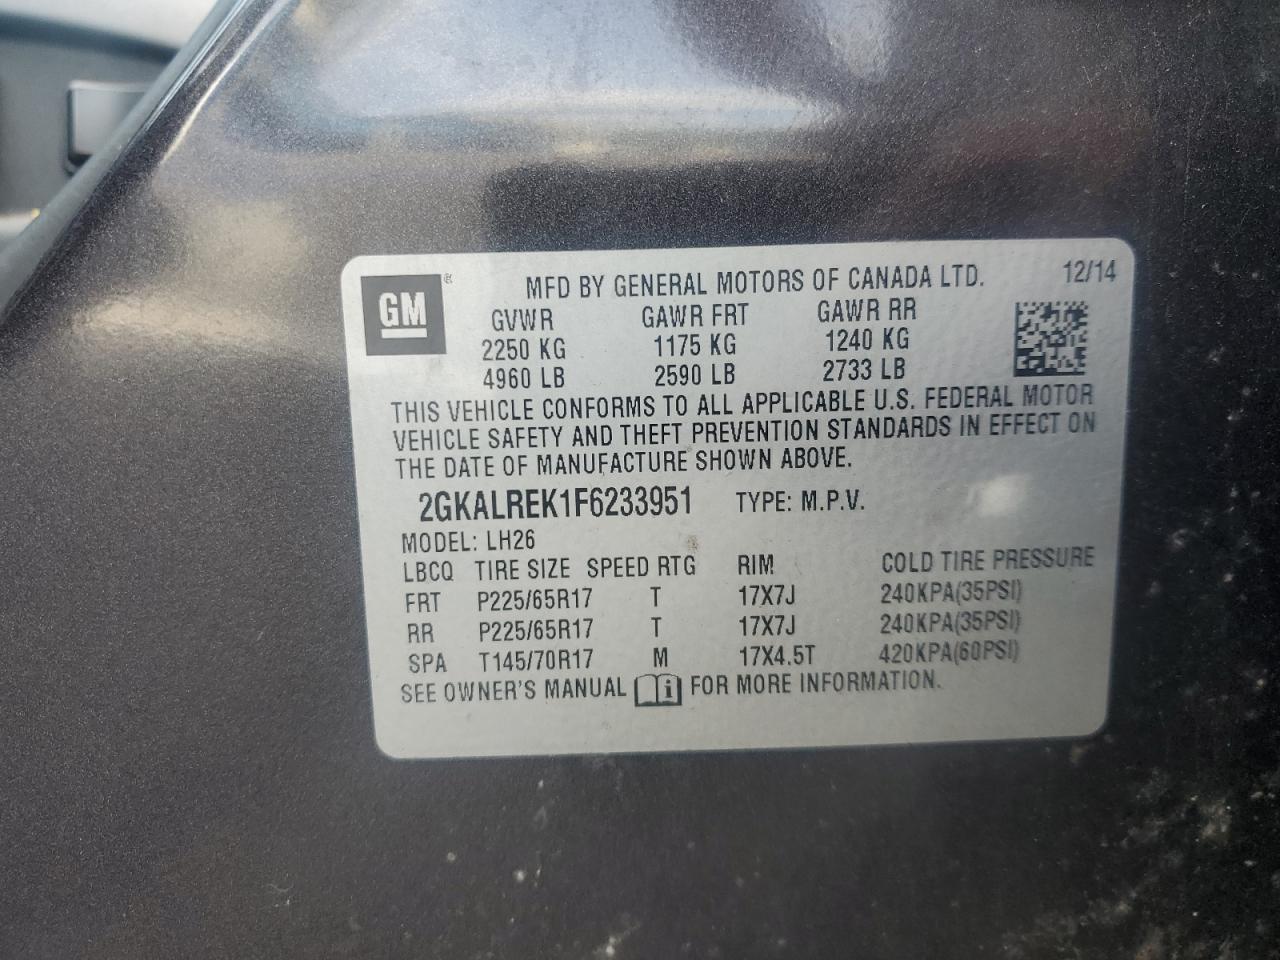 GM®
MFD BY GENERAL MOTORS OF CANADA LTD. 12/14
GVWR GAWR FRT GAWR RR
2250 KG 1175 KG 1240 KG
4960 LB 2590 LB 2733 LB
THIS VEHICLE CONFORMS TO ALL APPLICABLE U.S. FEDERAL MOTOR
VEHICLE SAFETY AND THEFT PREVENTION STANDARDS IN EFFECT ON
THE DATE OF MANUFACTURE SHOWN ABOVE.
2GKALREK1F6233951 TYPE: M.P.V.
MODEL: LH26
LBCQ TIRE SIZE SPEED RTG RIM COLD TIRE PRESSURE
FRT P225/65R17 T 17X7J 240KPA(35PSI)
RR P225/65R17 T 17X7J 240KPA(35PSI)
SPA T145/70R17 M 17X4.5T 420KPA(60PSI)
SEE OWNER'S MANUAL i FOR MORE INFORMATION.